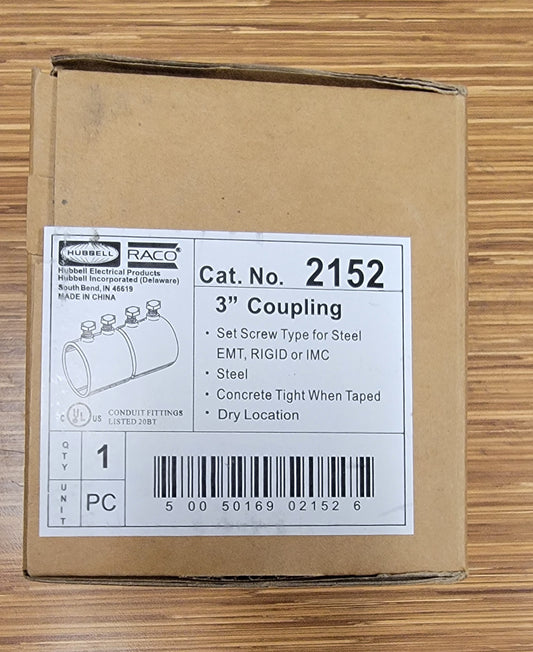 HUBBELL RACO®
Hubbell Electrical Products
Hubbell Incorporated (Delaware)
South Bend, IN 46619
MADE IN CHINA
Cat. No. 2152
3” Coupling
• Set Screw Type for Steel
EMT, RIGID or IMC
• Steel
• Concrete Tight When Taped
• Dry Location
C UL US CONDUIT FITTINGS
LISTED 20BT
QTY 1
UNIT PC
5 00 50169 02152 6